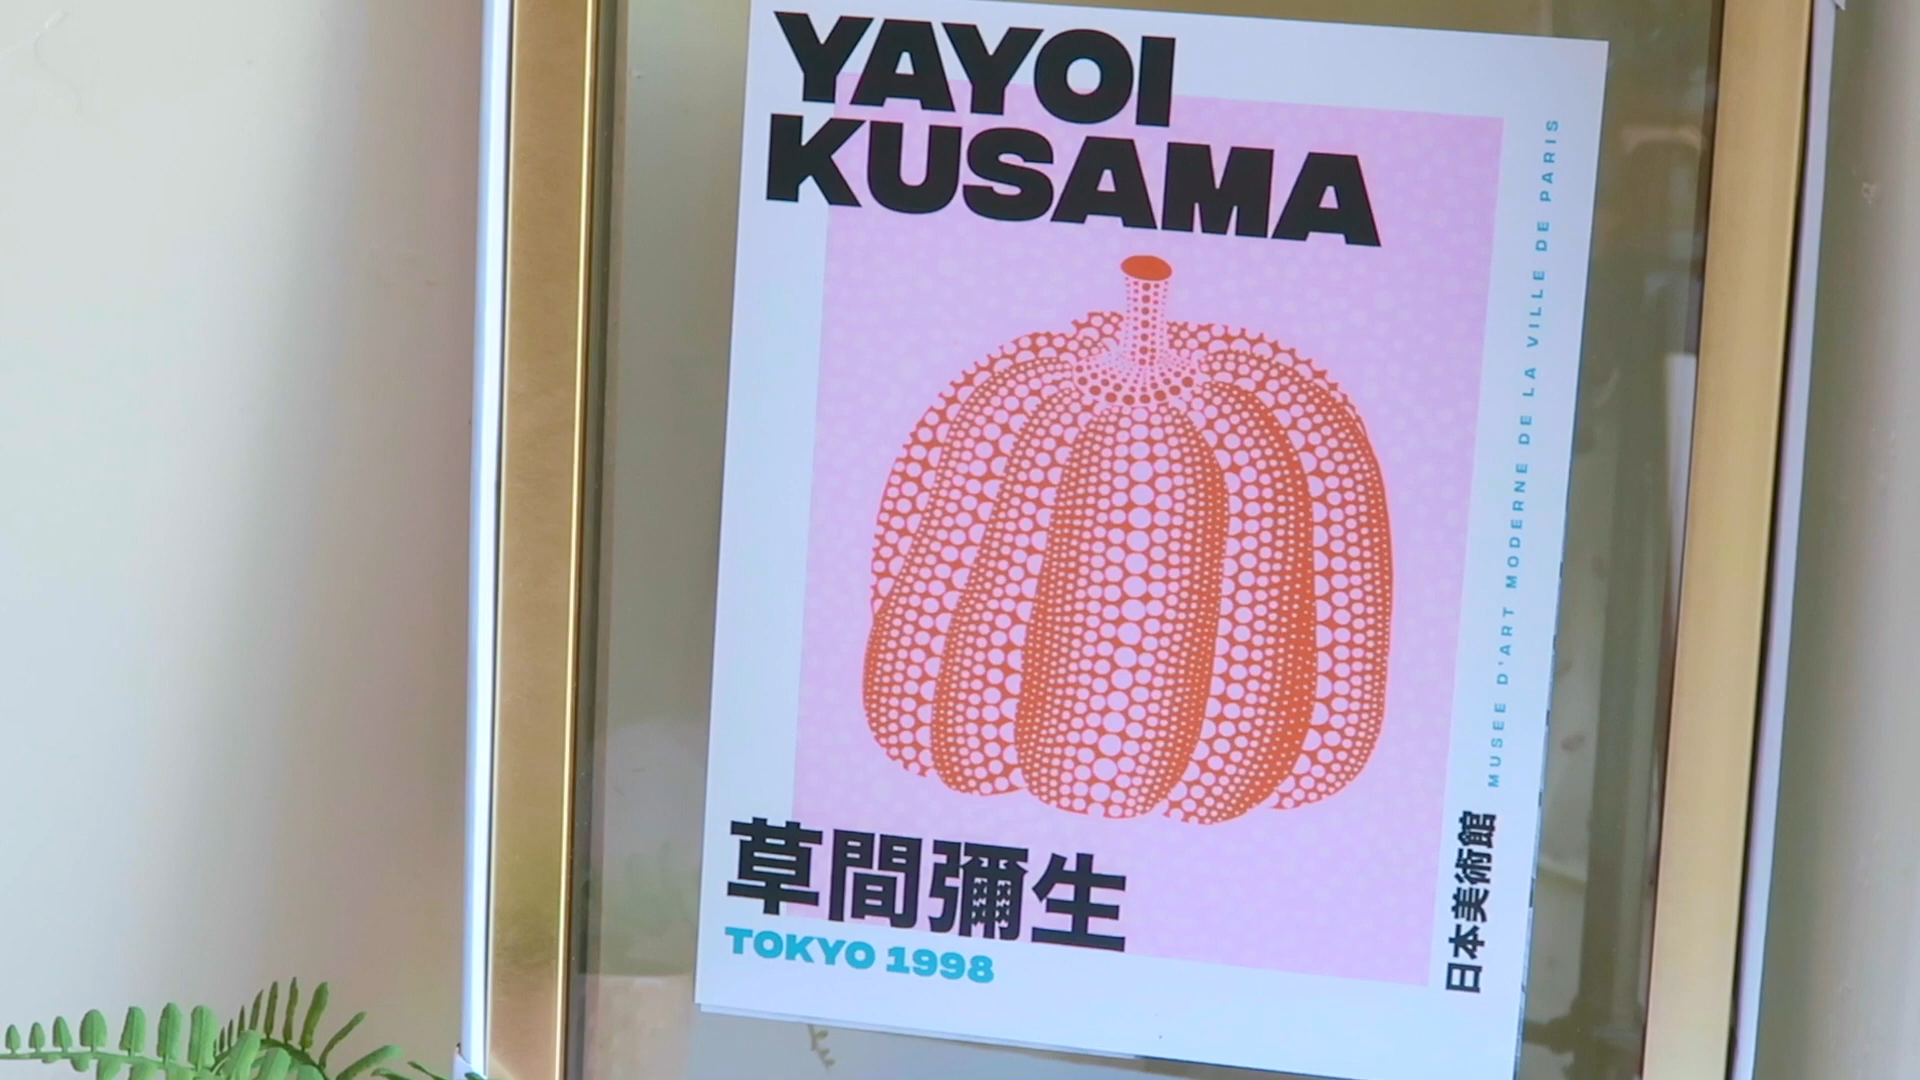 YAYOI
KUSAMA
MUSEE D'ART MODERNE DE LA VILLE DE PARIS
草間彌生
TOKYO 1998
日本美術館